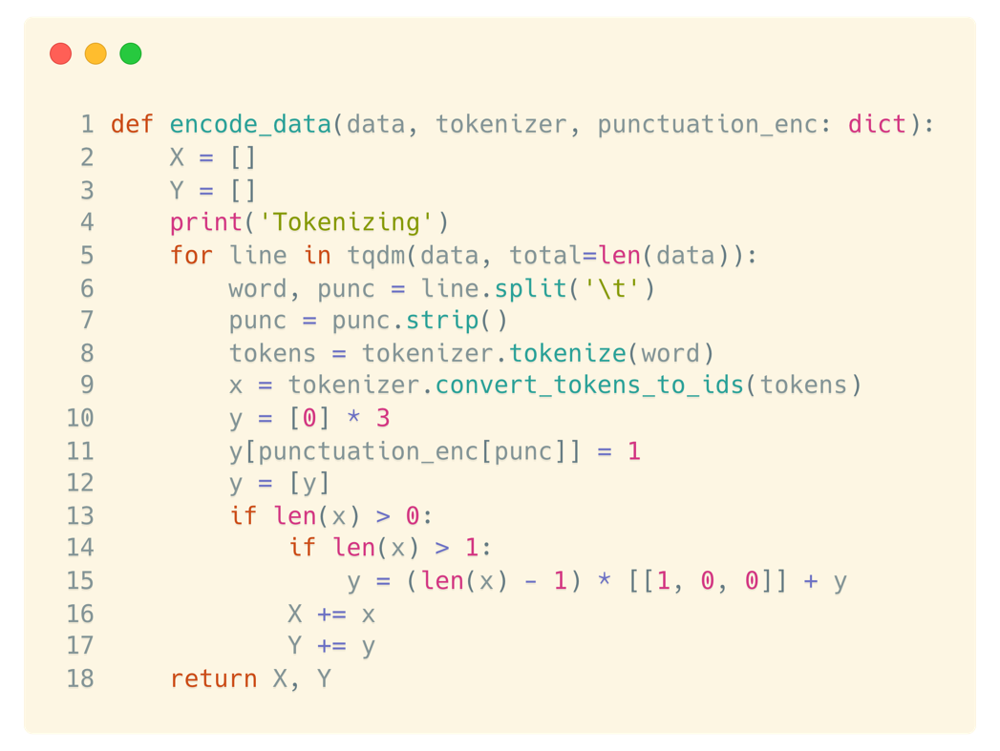 1 def encode_data(data, tokenizer, punctuation_enc: dict):
2     X = []
3     Y = []
4     print('Tokenizing')
5     for line in tqdm(data, total=len(data)):
6         word, punc = line.split('\t')
7         punc = punc.strip()
8         tokens = tokenizer.tokenize(word)
9         x = tokenizer.convert_tokens_to_ids(tokens)
10         y = [0] * 3
11         y[punctuation_enc[punc]] = 1
12         y = [y]
13         if len(x) > 0:
14             if len(x) > 1:
15                 y = (len(x) - 1) * [[1, 0, 0]] + y
16             X += x
17             Y += y
18     return X, Y